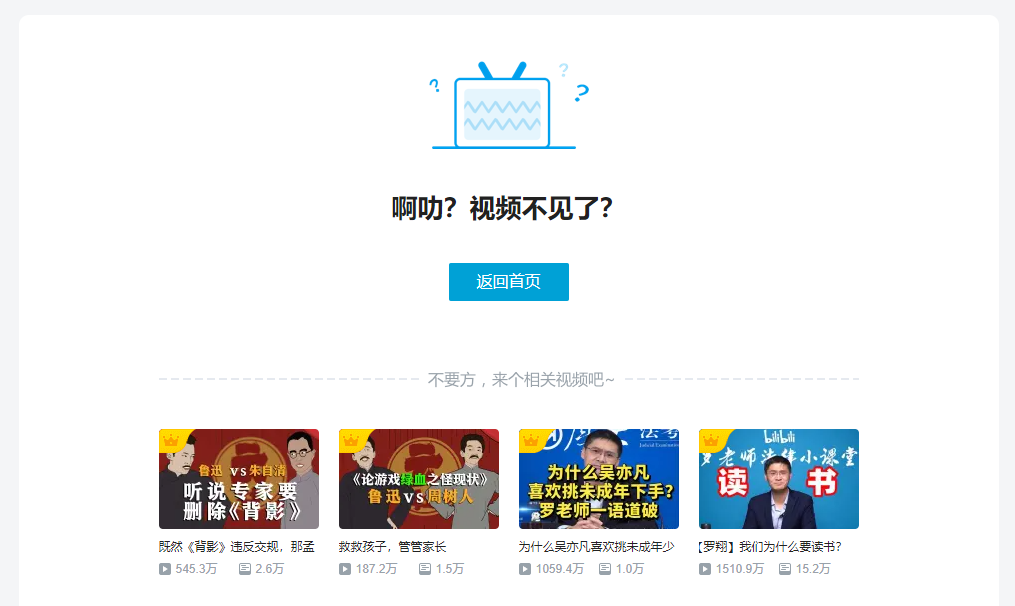 啊叻？视频不见了？
返回首页
不要方，来个相关视频吧~
鲁迅 vs 朱自清
听说专家要
删除《背影》
《论游戏绿血之怪现状》
鲁迅 vs 周树人
为什么吴亦凡
喜欢挑未成年下手?
罗老师一语道破
bilibili
罗老师法律小课堂
读 书
既然《背影》违反交规，那孟
545.3万 2.6万
救救孩子，管管家长
187.2万 1.5万
为什么吴亦凡喜欢挑未成年少
1059.4万 1.0万
【罗翔】我们为什么要读书？
1510.9万 15.2万